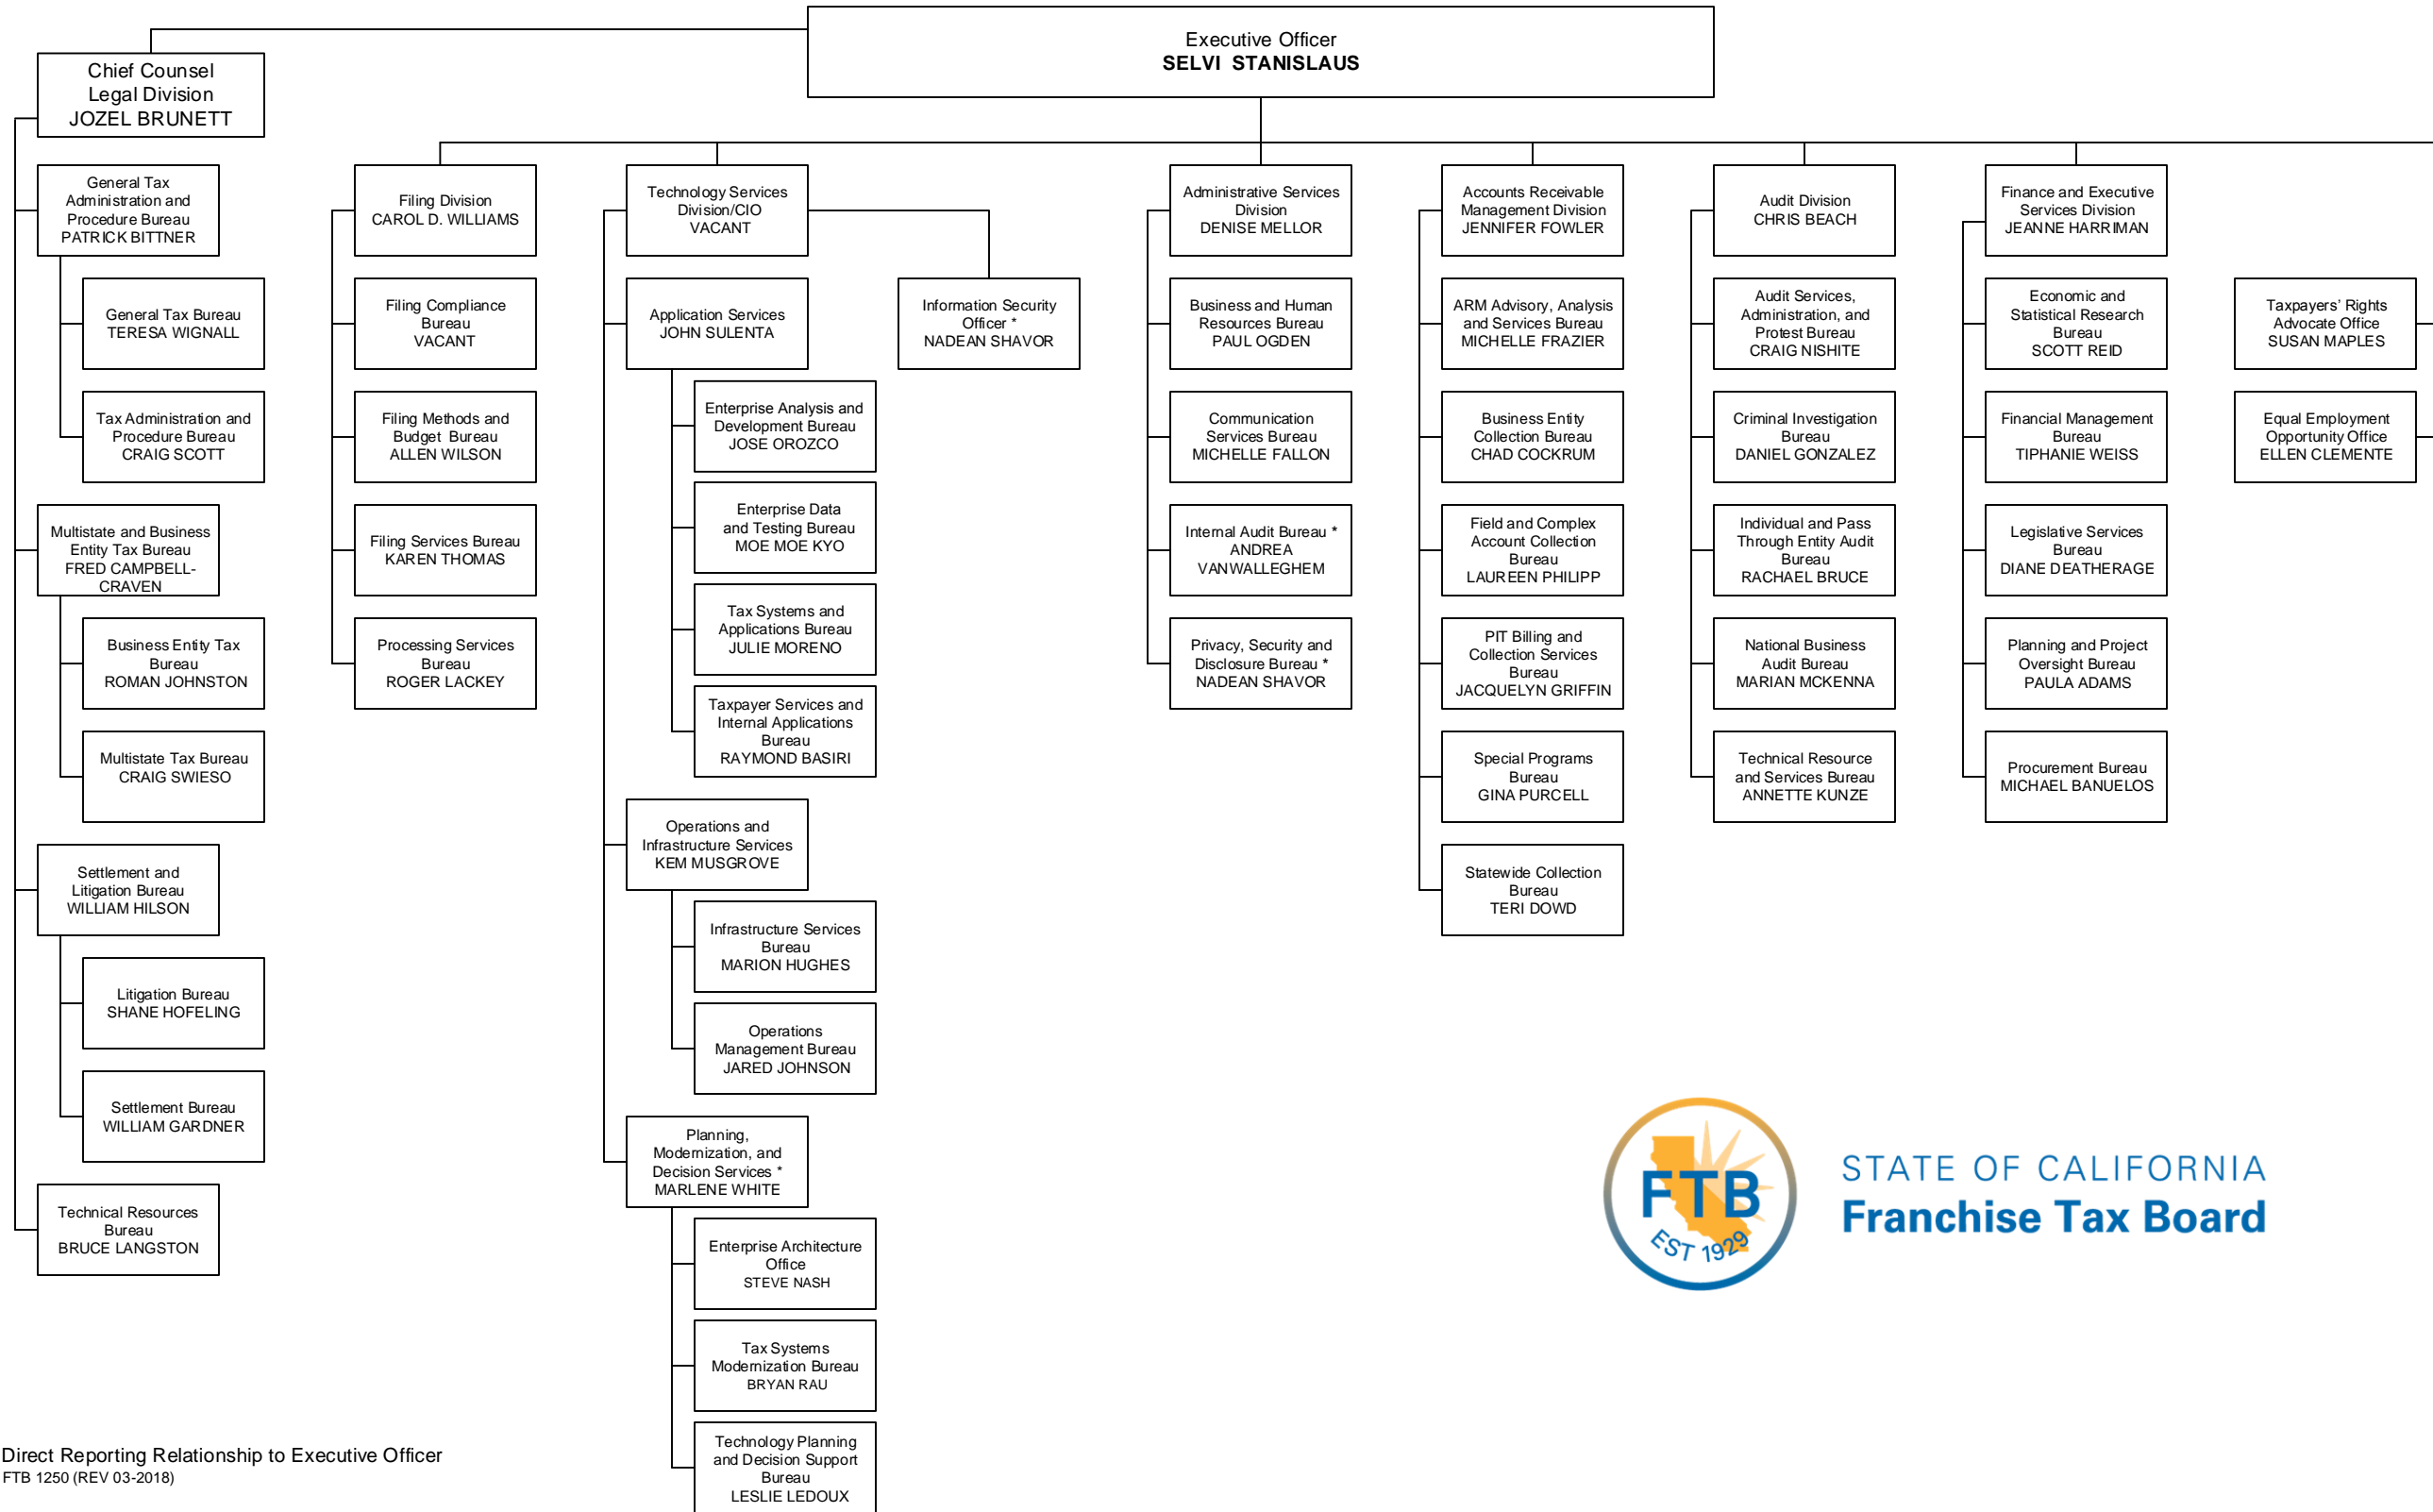 Executive Officer
SELVI STANISLAUS
Chief Counsel
Legal Division
JOZEL BRUNETT
General Tax
Administration and
Procedure Bureau
PATRICK BITTNER
General Tax Bureau
TERESA WIGNALL
Tax Administration and
Procedure Bureau
CRAIG SCOTT
Multistate and Business
Entity Tax Bureau
FRED CAMPBELL-
CRAVEN
Business Entity Tax
Bureau
ROMAN JOHNSTON
Multistate Tax Bureau
CRAIG SWIESO
Settlement and
Litigation Bureau
WILLIAM HILSON
Litigation Bureau
SHANE HOFELING
Settlement Bureau
WILLIAM GARDNER
Technical Resources
Bureau
BRUCE LANGSTON
Filing Division
CAROL D. WILLIAMS
Filing Compliance
Bureau
VACANT
Filing Methods and
Budget Bureau
ALLEN WILSON
Filing Services Bureau
KAREN THOMAS
Processing Services
Bureau
ROGER LACKEY
Technology Services
Division/CIO
VACANT
Information Security
Officer *
NADEAN SHAVOR
Application Services
JOHN SULENTA
Enterprise Analysis and
Development Bureau
JOSE OROZCO
Enterprise Data
and Testing Bureau
MOE MOE KYO
Tax Systems and
Applications Bureau
JULIE MORENO
Taxpayer Services and
Internal Applications
Bureau
RAYMOND BASIRI
Operations and
Infrastructure Services
KEM MUSGROVE
Infrastructure Services
Bureau
MARION HUGHES
Operations
Management Bureau
JARED JOHNSON
Planning,
Modernization, and
Decision Services *
MARLENE WHITE
Enterprise Architecture
Office
STEVE NASH
Tax Systems
Modernization Bureau
BRYAN RAU
Technology Planning
and Decision Support
Bureau
LESLIE LEDOUX
Administrative Services
Division
DENISE MELLOR
Business and Human
Resources Bureau
PAUL OGDEN
Communication
Services Bureau
MICHELLE FALLON
Internal Audit Bureau *
ANDREA
VANWALLEGHEM
Privacy, Security and
Disclosure Bureau *
NADEAN SHAVOR
Accounts Receivable
Management Division
JENNIFER FOWLER
ARM Advisory, Analysis
and Services Bureau
MICHELLE FRAZIER
Business Entity
Collection Bureau
CHAD COCKRUM
Field and Complex
Account Collection
Bureau
LAUREEN PHILIPP
PIT Billing and
Collection Services
Bureau
JACQUELYN GRIFFIN
Special Programs
Bureau
GINA PURCELL
Statewide Collection
Bureau
TERI DOWD
Audit Division
CHRIS BEACH
Audit Services,
Administration, and
Protest Bureau
CRAIG NISHITE
Criminal Investigation
Bureau
DANIEL GONZALEZ
Individual and Pass
Through Entity Audit
Bureau
RACHAEL BRUCE
National Business
Audit Bureau
MARIAN MCKENNA
Technical Resource
and Services Bureau
ANNETTE KUNZE
Finance and Executive
Services Division
JEANNE HARRIMAN
Economic and
Statistical Research
Bureau
SCOTT REID
Financial Management
Bureau
TIPHANIE WEISS
Legislative Services
Bureau
DIANE DEATHERAGE
Planning and Project
Oversight Bureau
PAULA ADAMS
Procurement Bureau
MICHAEL BANUELOS
Taxpayers' Rights
Advocate Office
SUSAN MAPLES
Equal Employment
Opportunity Office
ELLEN CLEMENTE
FTB
EST 1929
STATE OF CALIFORNIA
Franchise Tax Board
Direct Reporting Relationship to Executive Officer
FTB 1250 (REV 03-2018)